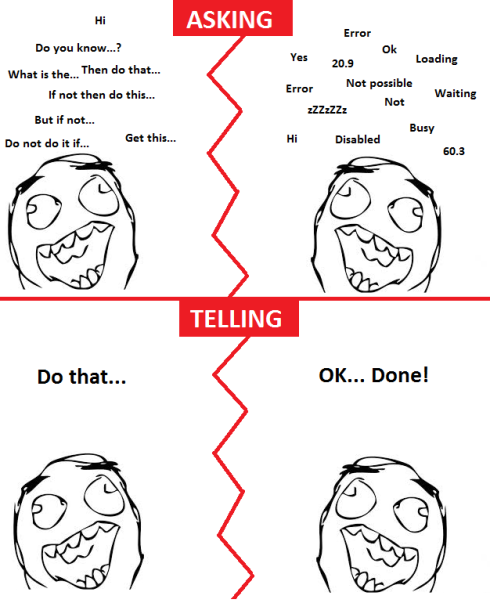 ASKING
Hi
Do you know...?
What is the...
Then do that...
If not then do this...
But if not...
Do not do it if...
Get this...
Error
Ok
Yes
20.9
Loading
Error
Not possible
Waiting
zZZzZZz
Not
Busy
Hi
Disabled
60.3
TELLING
Do that...
OK... Done!